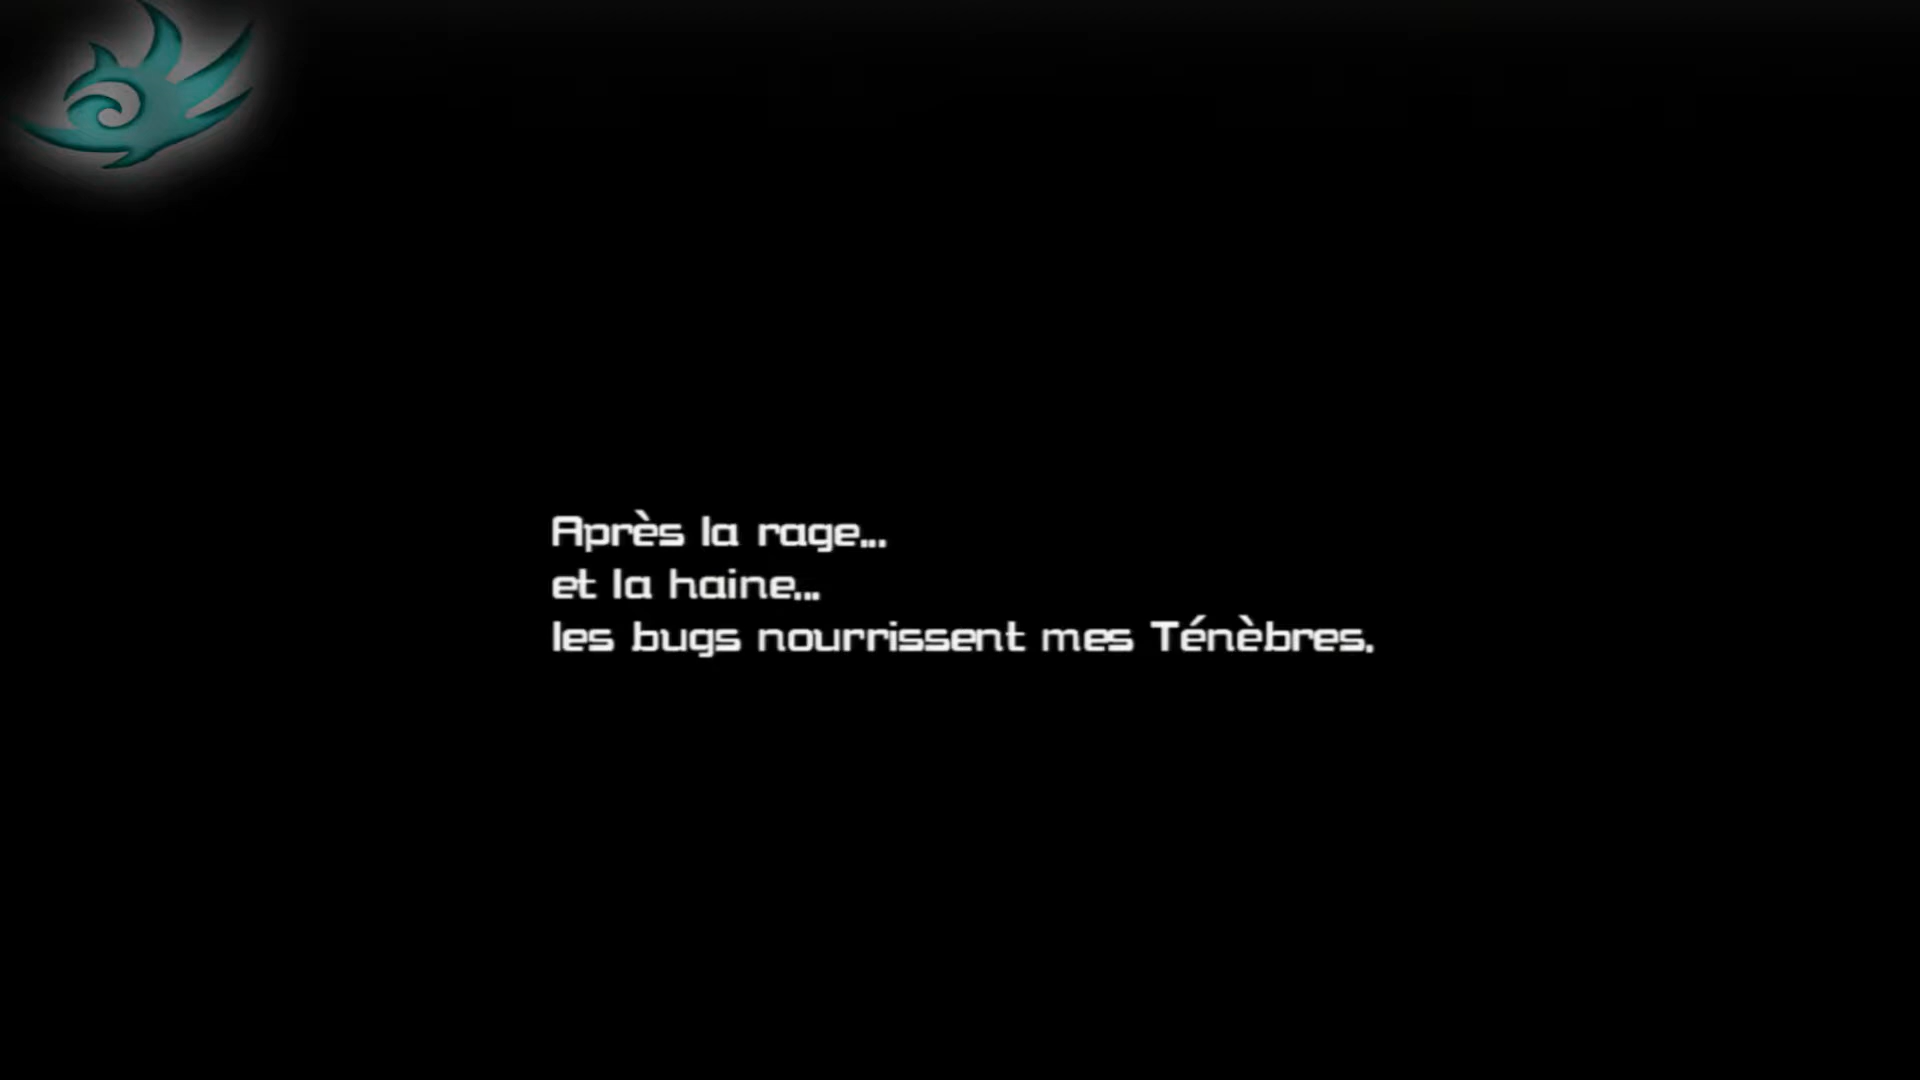 Après la rage...
et la haine...
les bugs nourrissent mes Ténèbres.